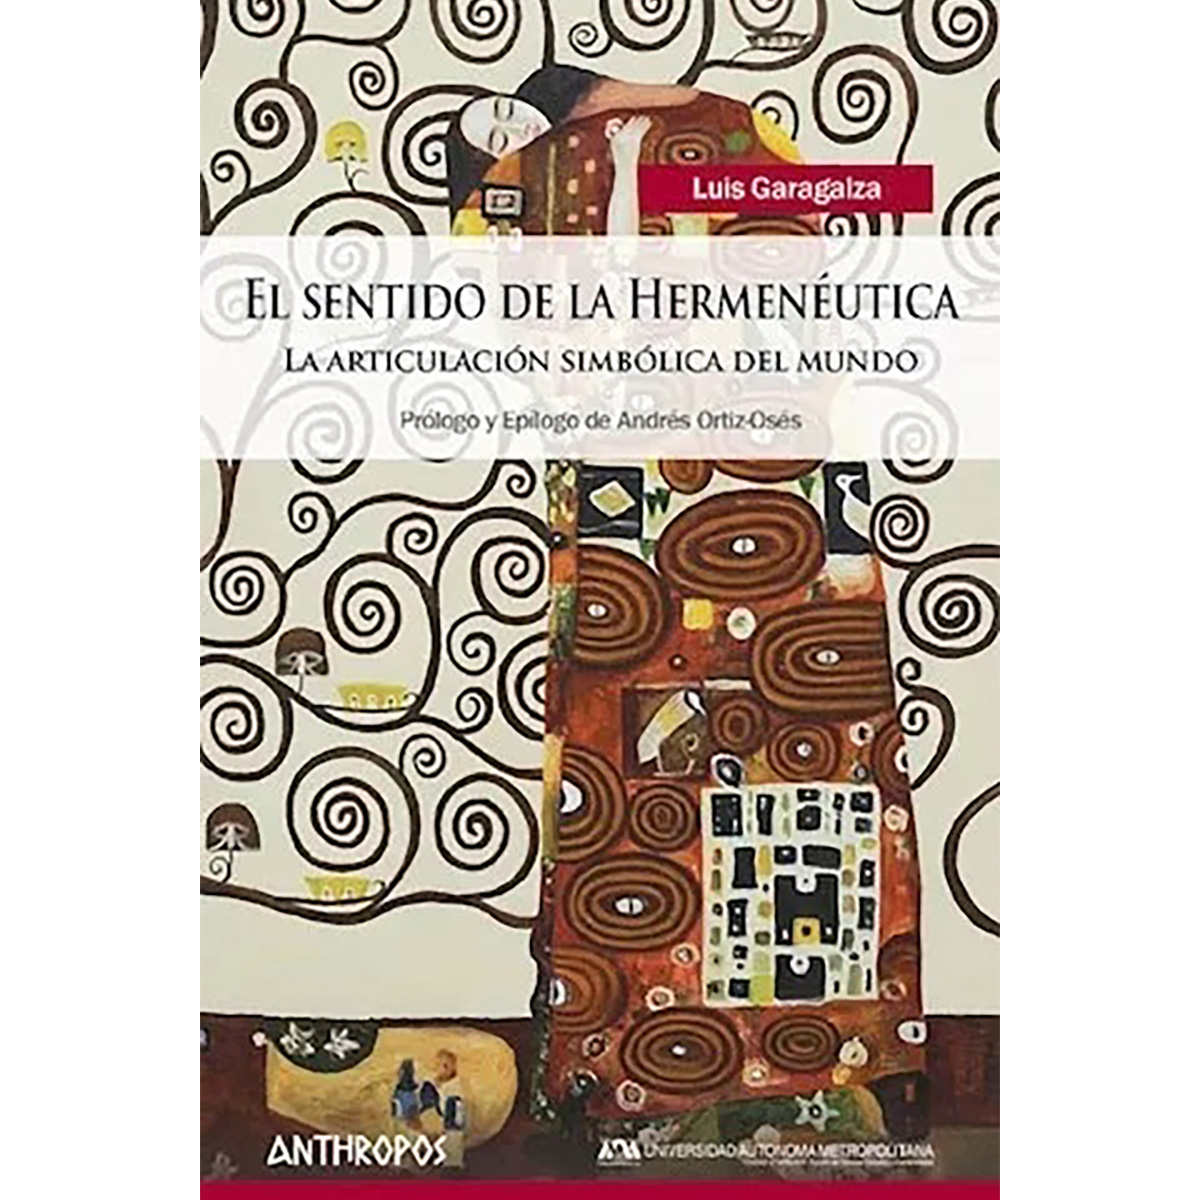 Luis Garagalza
EL SENTIDO DE LA HERMENÉUTICA
LA ARTICULACIÓN SIMBÓLICA DEL MUNDO
Prólogo y Epílogo de Andrés Ortiz-Osés
ANTHROPOS
UNIVERSIDAD AUTONOMA METROPOLITANA